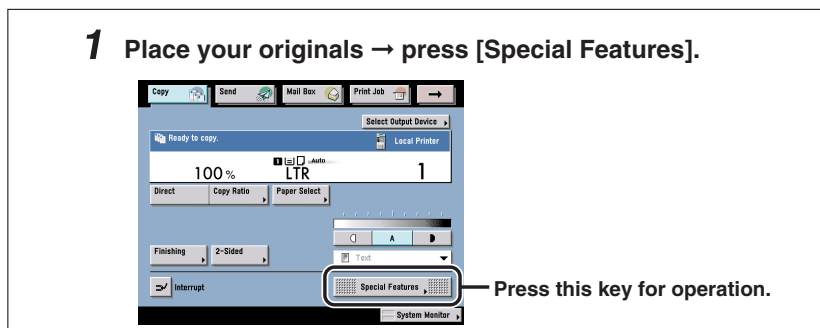 1 Place your originals → press [Special Features].
Copy Send Mail Box Print Job →
Select Output Device
Ready to copy. Local Printer
100 % 1 Auto LTR 1
Direct Copy Ratio Paper Select
A
Finishing 2-Sided Text
Interrupt Special Features Press this key for operation.
System Monitor